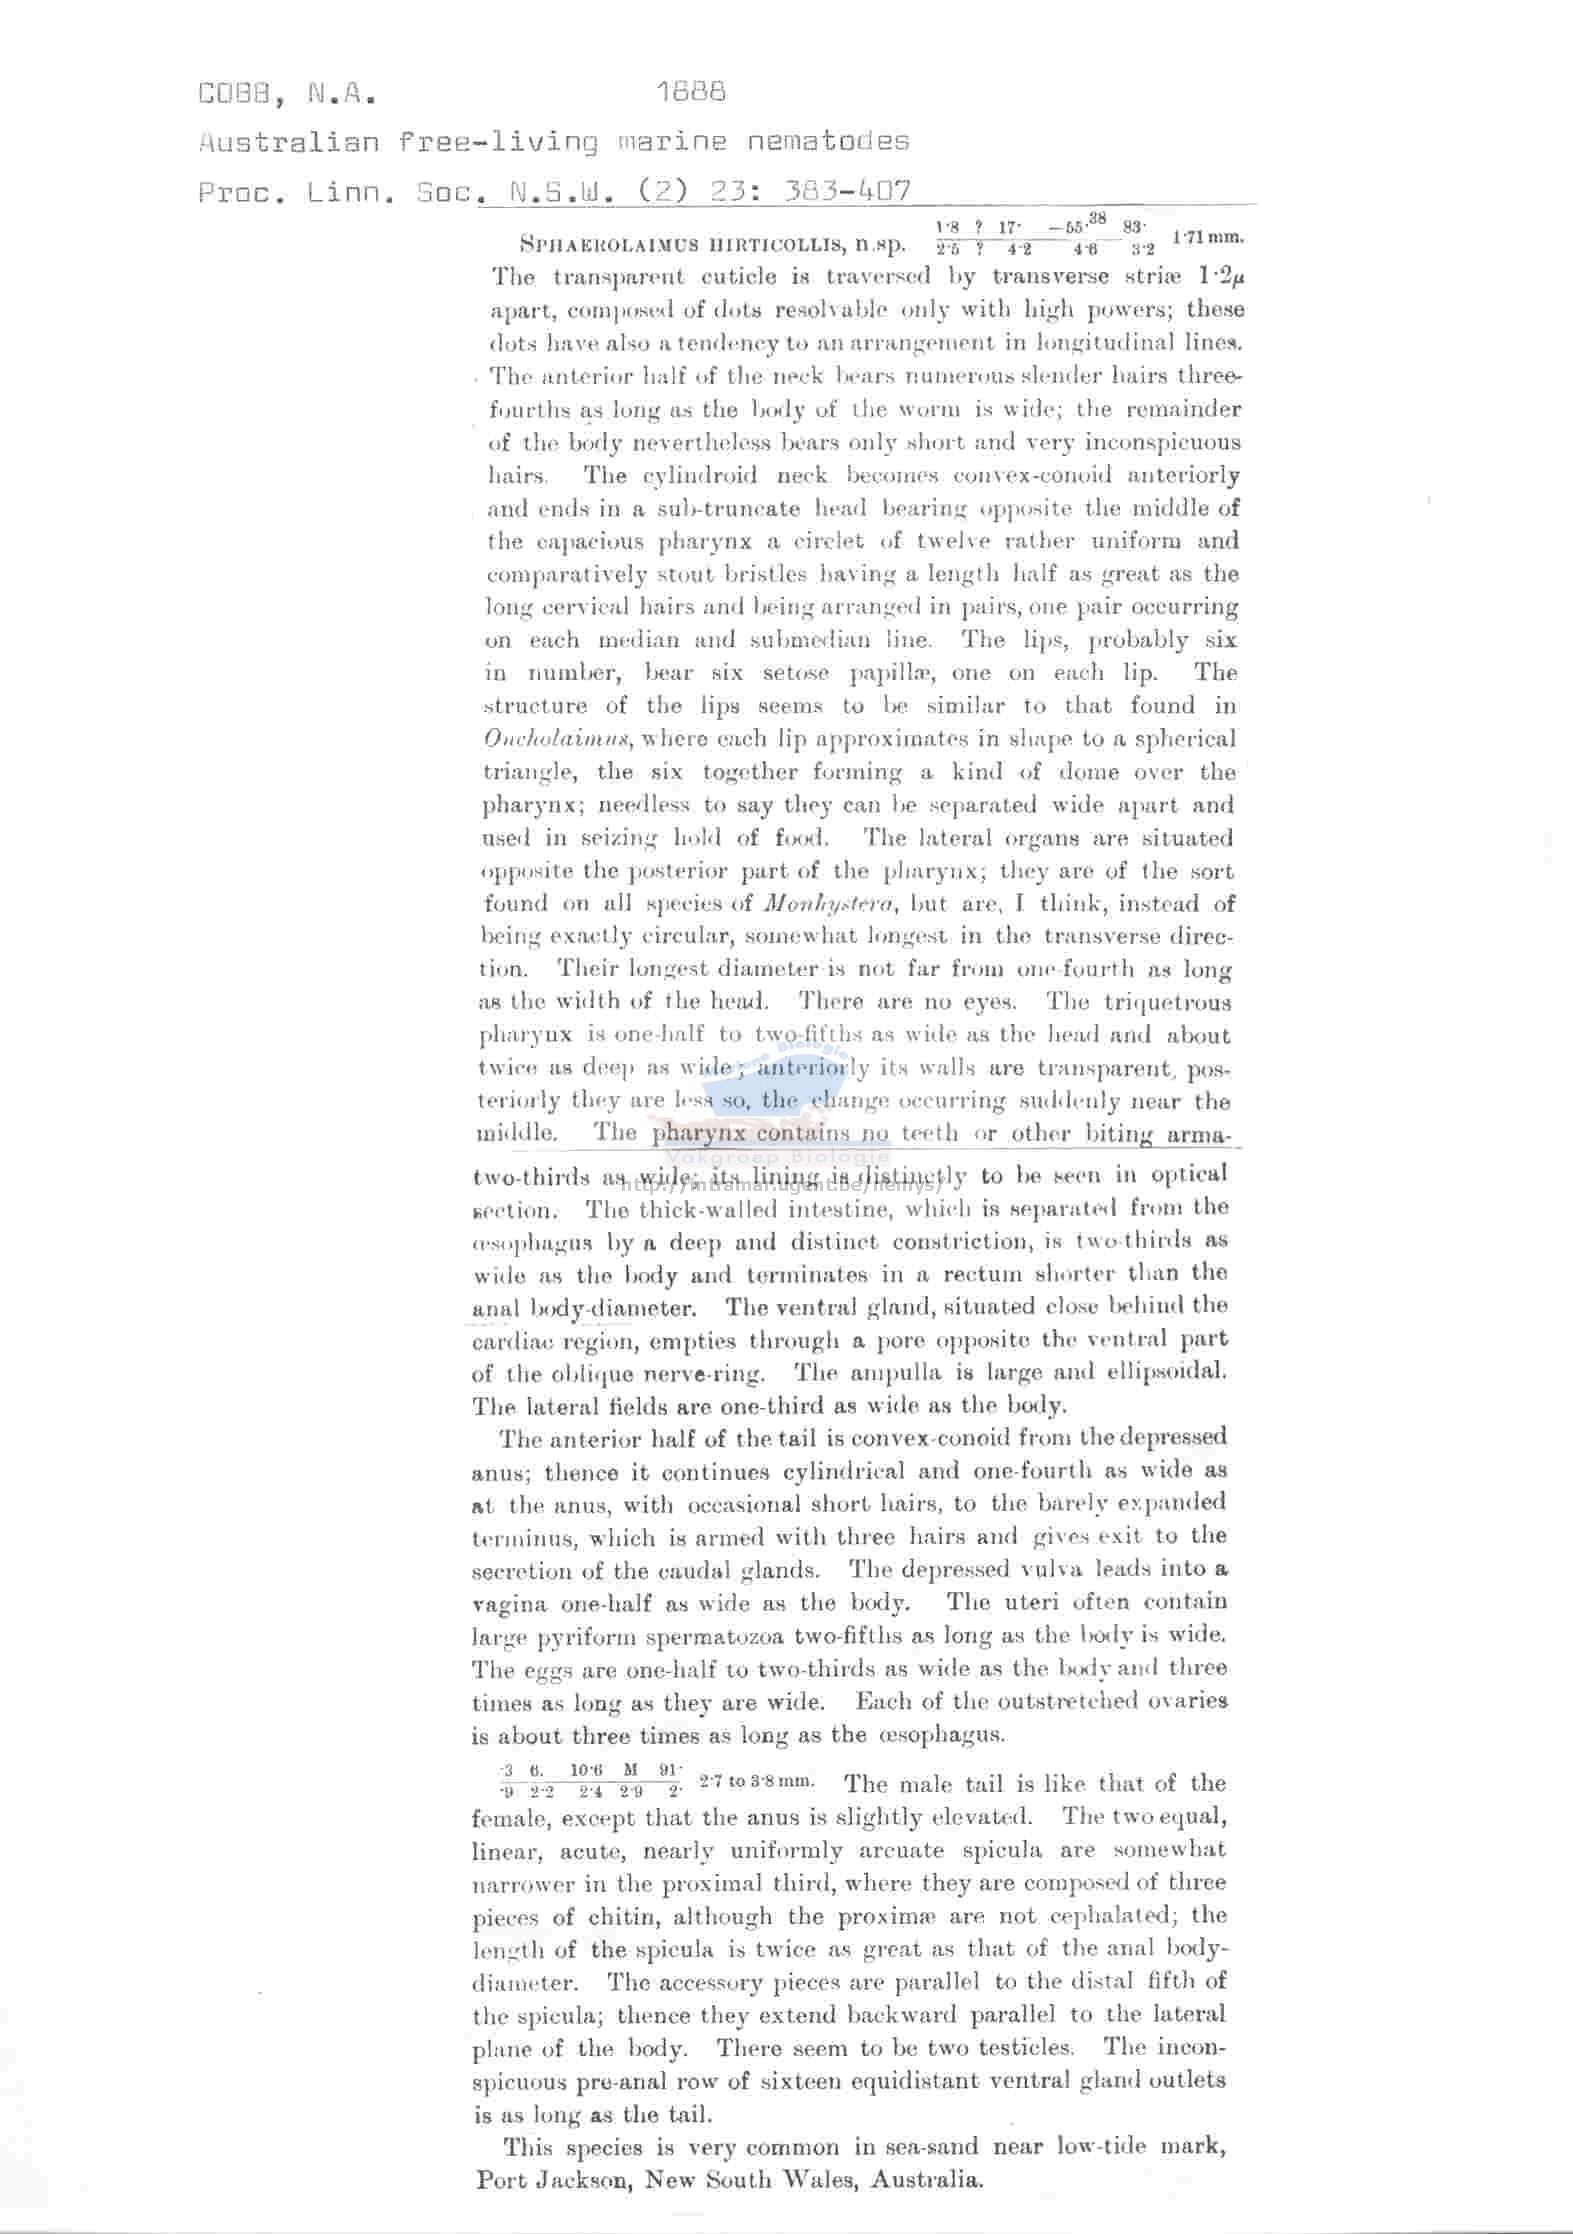 COBB, N.A. 1888
Australian free-living marine nematodes
Proc. Linn. Soc. N.S.W. (2) 23: 383-407
SPHAEROLAIMUS HIRTICOLLIS, n.sp. 1·8 ? 17· —55·³⁸ 83· / 2·5 ? 4·2 4·6 3·2 1·71 mm.
The transparent cuticle is traversed by transverse striæ 1·2μ
apart, composed of dots resolvable only with high powers; these
dots have also a tendency to an arrangement in longitudinal lines.
The anterior half of the neck bears numerous slender hairs three-
fourths as long as the body of the worm is wide; the remainder
of the body nevertheless bears only short and very inconspicuous
hairs. The cylindroid neck becomes convex-conoid anteriorly
and ends in a sub-truncate head bearing opposite the middle of
the capacious pharynx a circlet of twelve rather uniform and
comparatively stout bristles having a length half as great as the
long cervical hairs and being arranged in pairs, one pair occurring
on each median and submedian line. The lips, probably six
in number, bear six setose papillæ, one on each lip. The
structure of the lips seems to be similar to that found in
Oncholaimus, where each lip approximates in shape to a spherical
triangle, the six together forming a kind of dome over the
pharynx; needless to say they can be separated wide apart and
used in seizing hold of food. The lateral organs are situated
opposite the posterior part of the pharynx; they are of the sort
found on all species of Monhystera, but are, I think, instead of
being exactly circular, somewhat longest in the transverse direc-
tion. Their longest diameter is not far from one-fourth as long
as the width of the head. There are no eyes. The triquetrous
pharynx is one-half to two-fifths as wide as the head and about
twice as deep as wide; anteriorly its walls are transparent, pos-
teriorly they are less so, the change occurring suddenly near the
middle. The pharynx contains no teeth or other biting arma-
Vakgroep Biologie
two-thirds as wide; its lining is distinctly to be seen in optical
http://intramar.ugent.be/nemys/
section. The thick-walled intestine, which is separated from the
œsophagus by a deep and distinct constriction, is two-thirds as
wide as the body and terminates in a rectum shorter than the
anal body-diameter. The ventral gland, situated close behind the
cardiac region, empties through a pore opposite the ventral part
of the oblique nerve-ring. The ampulla is large and ellipsoidal.
The lateral fields are one-third as wide as the body.
The anterior half of the tail is convex-conoid from the depressed
anus; thence it continues cylindrical and one-fourth as wide as
at the anus, with occasional short hairs, to the barely expanded
terminus, which is armed with three hairs and gives exit to the
secretion of the caudal glands. The depressed vulva leads into a
vagina one-half as wide as the body. The uteri often contain
large pyriform spermatozoa two-fifths as long as the body is wide.
The eggs are one-half to two-thirds as wide as the body and three
times as long as they are wide. Each of the outstretched ovaries
is about three times as long as the œsophagus.
·3 6. 10·6 M 91· / ·9 2·2 2·4 2·9 2· 2·7 to 3·8 mm. The male tail is like that of the
female, except that the anus is slightly elevated. The two equal,
linear, acute, nearly uniformly arcuate spicula are somewhat
narrower in the proximal third, where they are composed of three
pieces of chitin, although the proximæ are not cephalated; the
length of the spicula is twice as great as that of the anal body-
diameter. The accessory pieces are parallel to the distal fifth of
the spicula; thence they extend backward parallel to the lateral
plane of the body. There seem to be two testicles. The incon-
spicuous pre-anal row of sixteen equidistant ventral gland outlets
is as long as the tail.
This species is very common in sea-sand near low-tide mark,
Port Jackson, New South Wales, Australia.